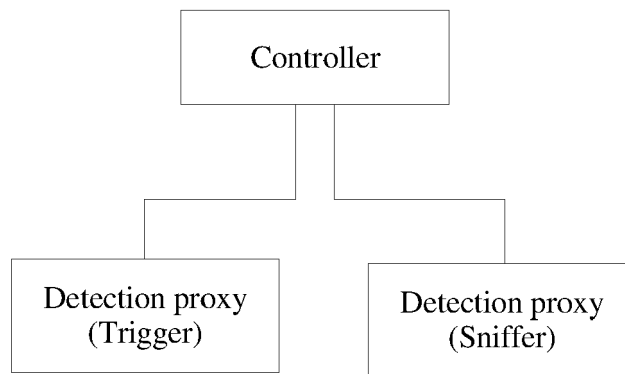 Controller
Detection proxy
(Trigger)
Detection proxy
(Sniffer)